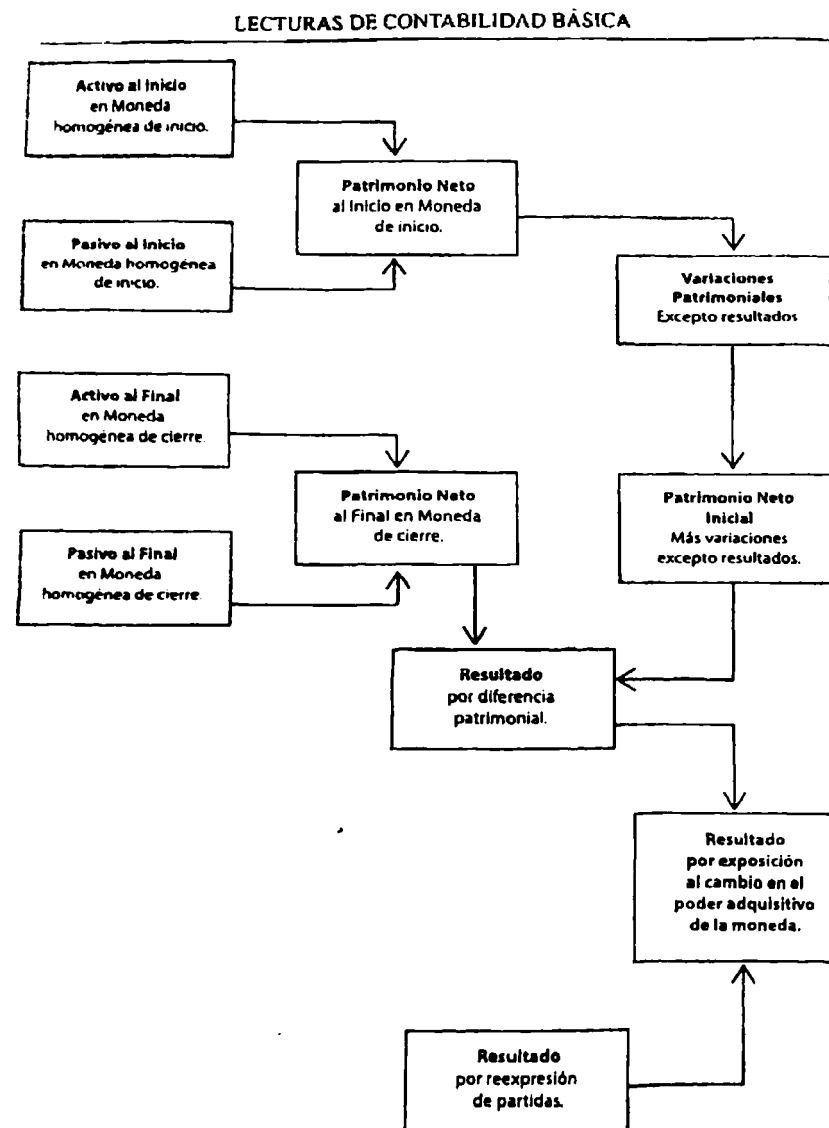 LECTURAS DE CONTABILIDAD BÁSICA
Activo al Inicio
en Moneda
homogénea de inicio.
Patrimonio Neto
al Inicio en Moneda
de inicio.
Pasivo al Inicio
en Moneda homogénea
de inicio.
Variaciones
Patrimoniales
Excepto resultados
Activo al Final
en Moneda
homogénea de cierre.
Patrimonio Neto
al Final en Moneda
de cierre.
Patrimonio Neto
Inicial
Más variaciones
excepto resultados.
Pasivo al Final
en Moneda
homogénea de cierre.
Resultado
por diferencia
patrimonial.
Resultado
por exposición
al cambio en el
poder adquisitivo
de la moneda.
Resultado
por reexpresión
de partidas.